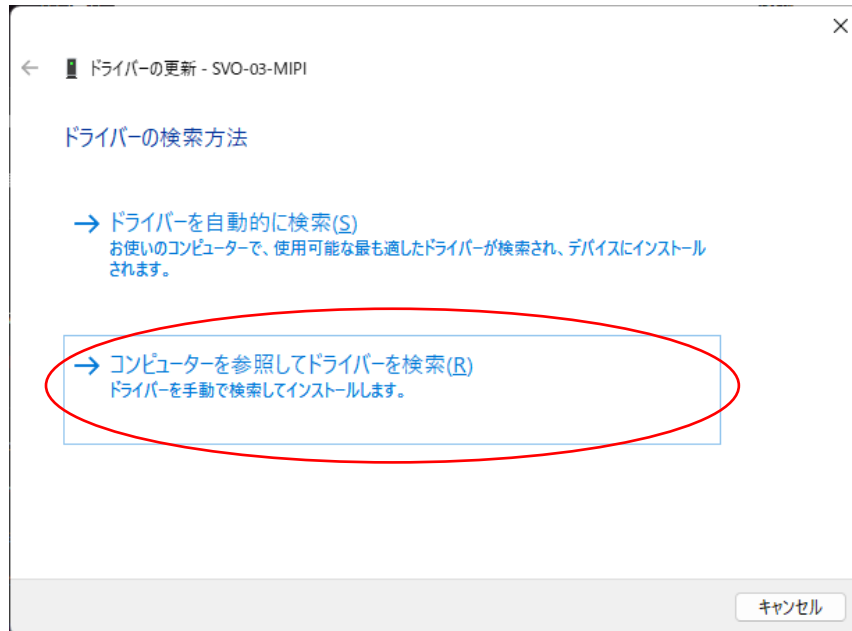 ドライバーの更新 - SVO-03-MIPI
ドライバーの検索方法
ドライバーを自動的に検索(S)
お使いのコンピューターで、使用可能な最も適したドライバーが検索され、デバイスにインストール
されます。
コンピューターを参照してドライバーを検索(R)
ドライバーを手動で検索してインストールします。
キャンセル